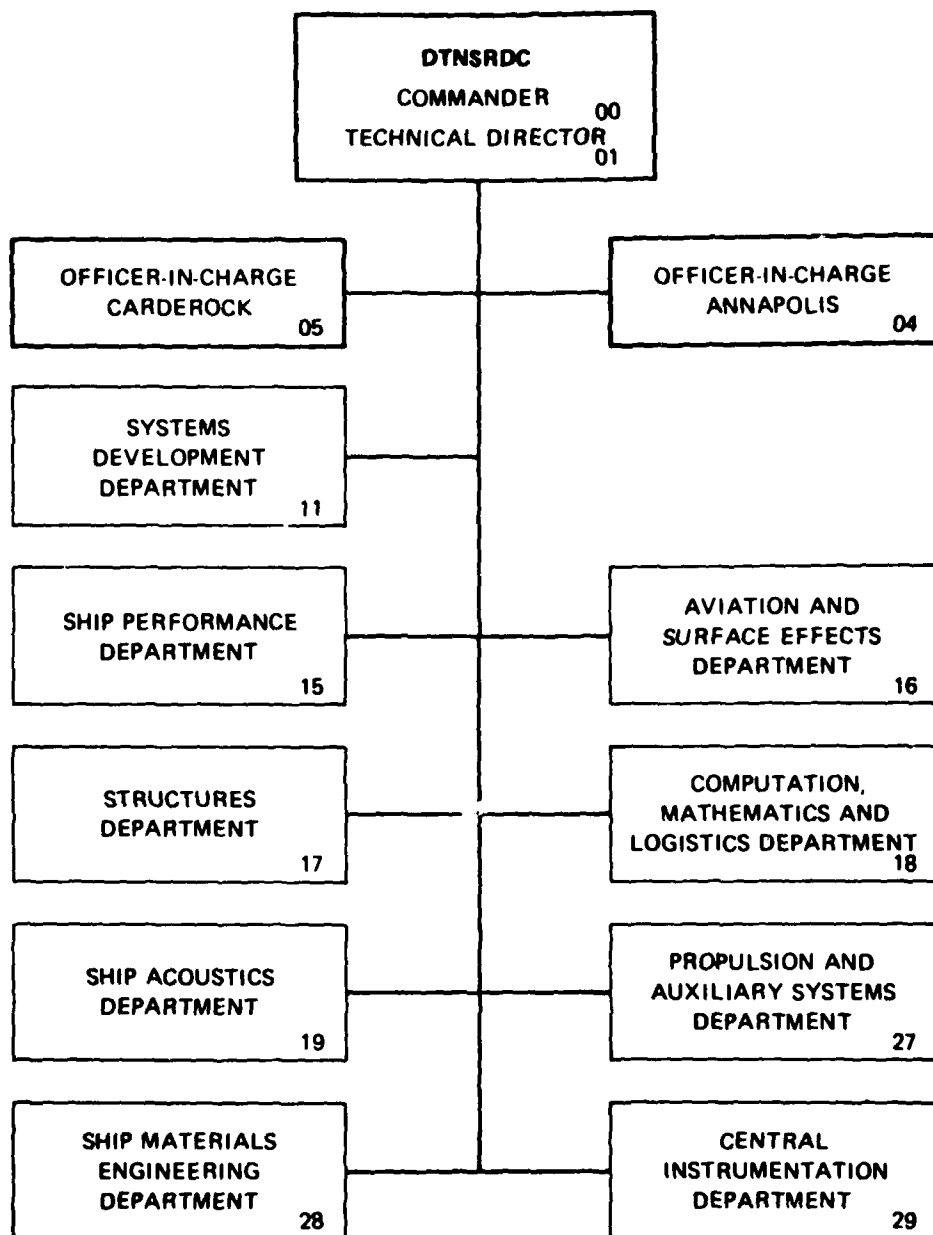 DTNSRDC
COMMANDER
00
TECHNICAL DIRECTOR
01
OFFICER-IN-CHARGE
CARDEROCK
05
OFFICER-IN-CHARGE
ANNAPOLIS
04
SYSTEMS
DEVELOPMENT
DEPARTMENT
11
SHIP PERFORMANCE
DEPARTMENT
15
AVIATION AND
SURFACE EFFECTS
DEPARTMENT
16
STRUCTURES
DEPARTMENT
17
COMPUTATION,
MATHEMATICS AND
LOGISTICS DEPARTMENT
18
SHIP ACOUSTICS
DEPARTMENT
19
PROPULSION AND
AUXILIARY SYSTEMS
DEPARTMENT
27
SHIP MATERIALS
ENGINEERING
DEPARTMENT
28
CENTRAL
INSTRUMENTATION
DEPARTMENT
29